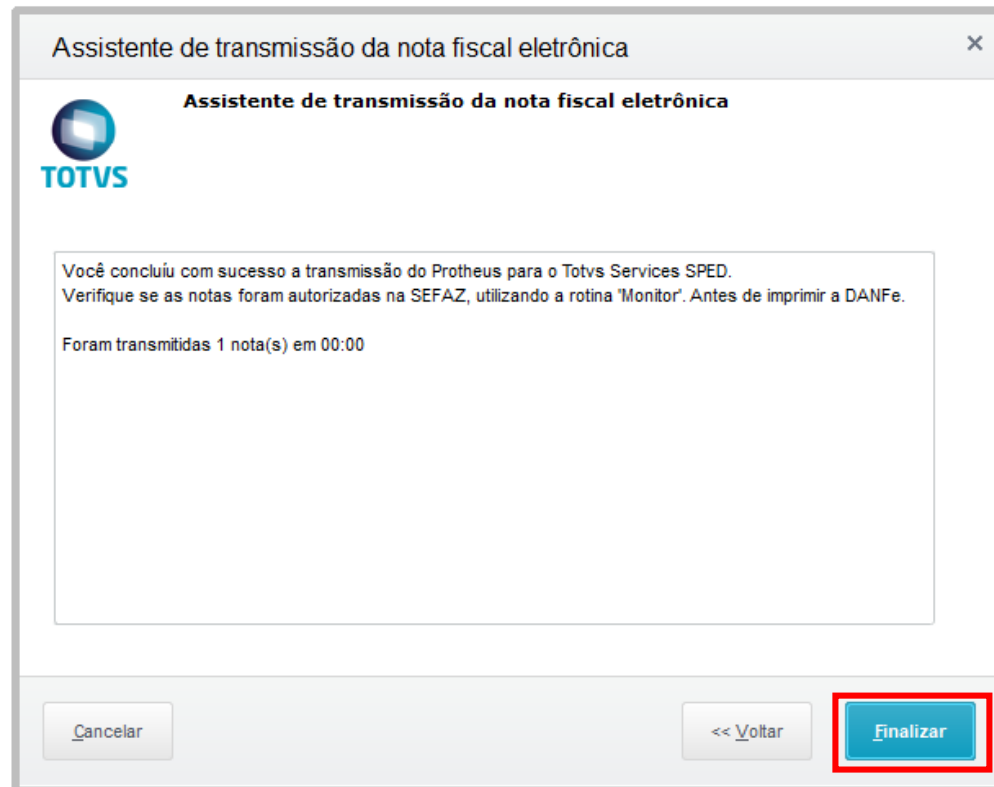 Assistente de transmissão da nota fiscal eletrônica
Assistente de transmissão da nota fiscal eletrônica
TOTVS
Você concluíu com sucesso a transmissão do Protheus para o Totvs Services SPED.
Verifique se as notas foram autorizadas na SEFAZ, utilizando a rotina 'Monitor'. Antes de imprimir a DANFe.
Foram transmitidas 1 nota(s) em 00:00
Cancelar
<< Voltar
Finalizar